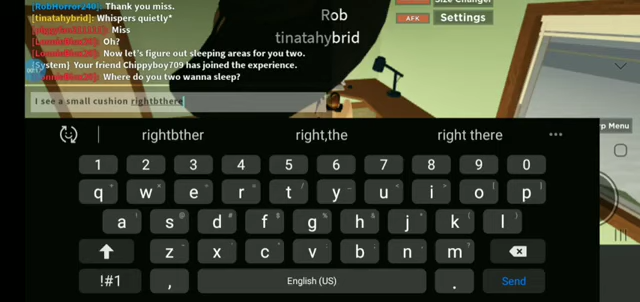 [RobHorror240]: Thank you miss.
[tinatahybrid]: Whispers quietly*
Miss
Oh?
Now let's figure out sleeping areas for you two.
[System] Your friend Chippyboy709 has joined the experience.
Where do you two wanna sleep?
I see a small cushion rightbthere
Rob
tinatahybrid
Size Changer
AFK
Settings
Menu
rightbther
right,the
right there
1 2 3 4 5 6 7 8 9 0
q w e r t y u i o p
a s d f g h j k l
z x c v b n m
!#1 , English (US) . Send